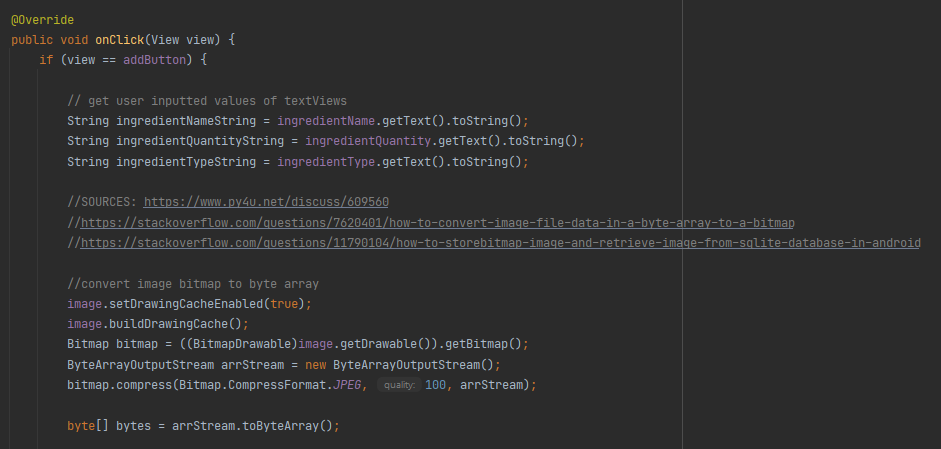 @Override
public void onClick(View view) {
if (view == addButton) {
// get user inputted values of textViews
String ingredientNameString = ingredientName.getText().toString();
String ingredientQuantityString = ingredientQuantity.getText().toString();
String ingredientTypeString = ingredientType.getText().toString();
//SOURCES: https://www.py4u.net/discuss/609560
//https://stackoverflow.com/questions/7620401/how-to-convert-image-file-data-in-a-byte-array-to-a-bitmap
//https://stackoverflow.com/questions/11790104/how-to-storebitmap-image-and-retrieve-image-from-sqlite-database-in-android
//convert image bitmap to byte array
image.setDrawingCacheEnabled(true);
image.buildDrawingCache();
Bitmap bitmap = ((BitmapDrawable)image.getDrawable()).getBitmap();
ByteArrayOutputStream arrStream = new ByteArrayOutputStream();
bitmap.compress(Bitmap.CompressFormat.JPEG, quality: 100, arrStream);
byte[] bytes = arrStream.toByteArray();